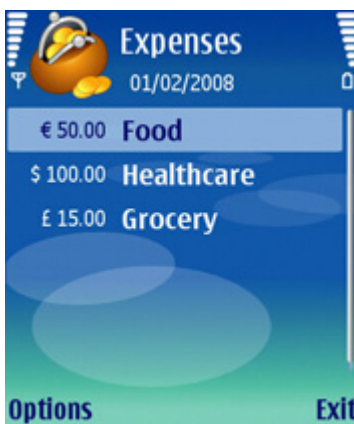 Expenses
01/02/2008
€ 50.00 Food
$ 100.00 Healthcare
£ 15.00 Grocery
Options Exit